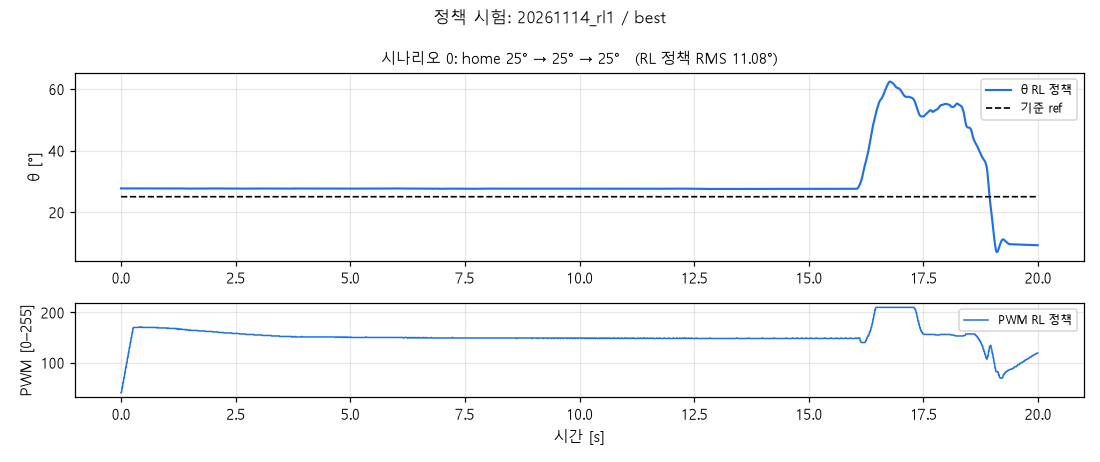 정책 시험: 20261114_rl1 / best
시나리오 0: home 25° → 25° → 25° (RL 정책 RMS 11.08°)
θ [°]
60
40
20
θ RL 정책
기준 ref
0.0 2.5 5.0 7.5 10.0 12.5 15.0 17.5 20.0
PWM [0–255]
200
100
PWM RL 정책
0.0 2.5 5.0 7.5 10.0 12.5 15.0 17.5 20.0
시간 [s]